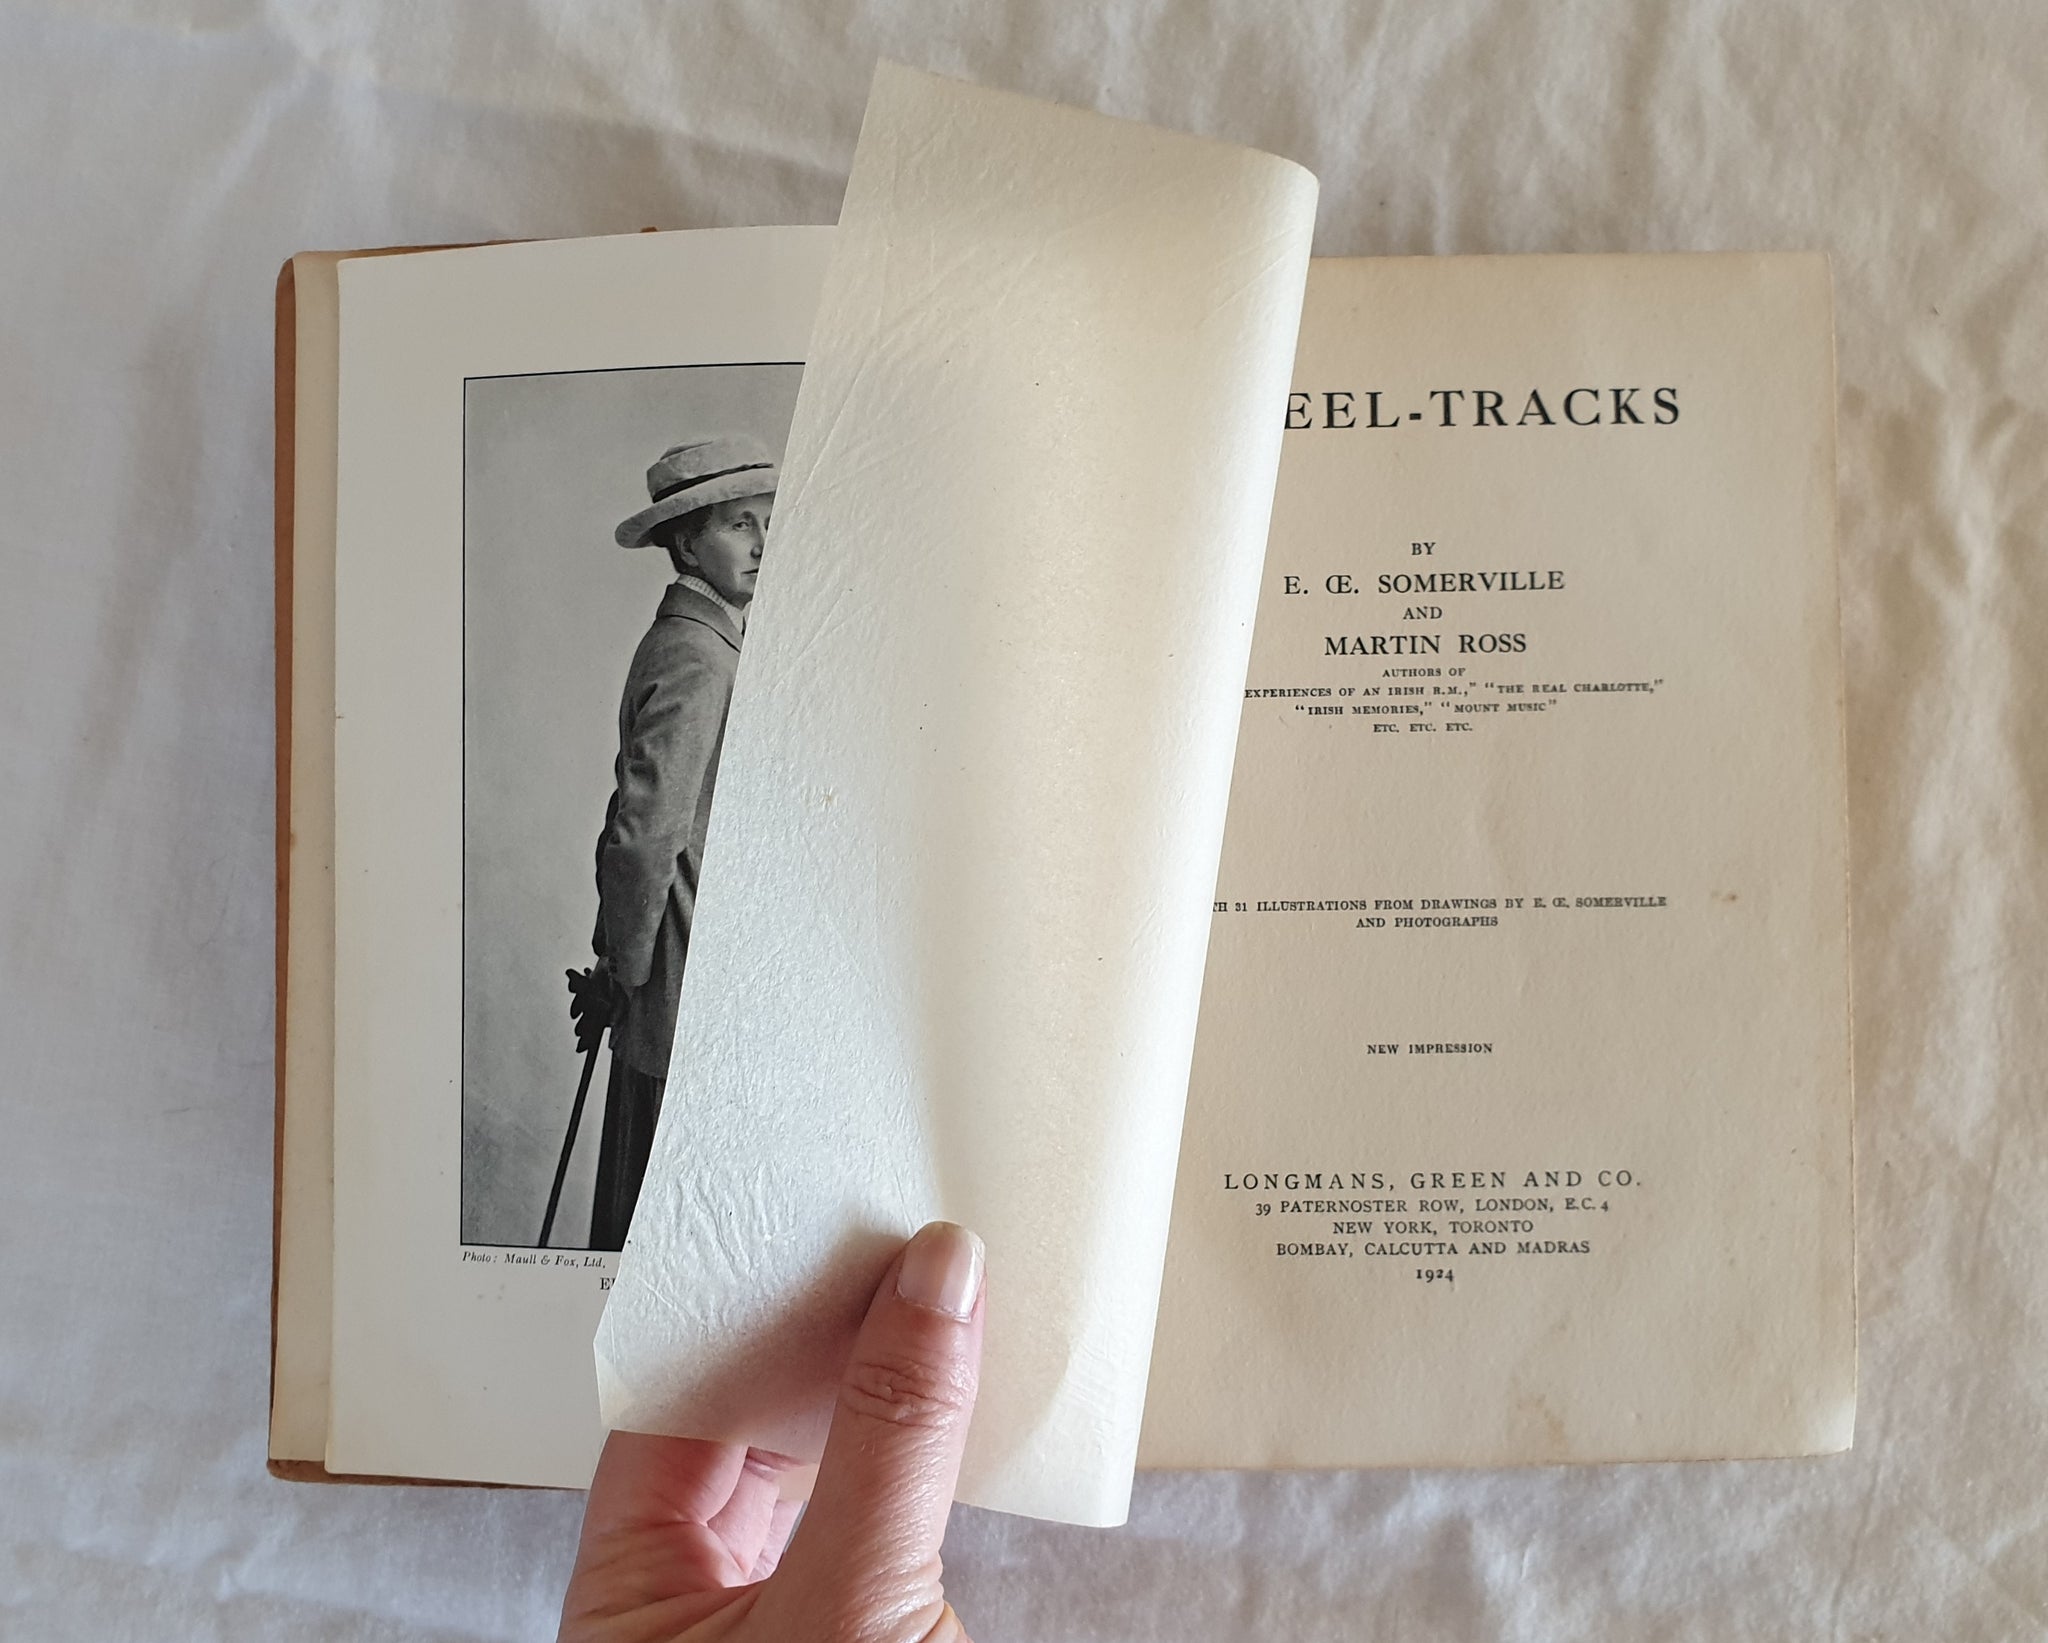 Photo: Maull & Fox, Ltd.
EEL-TRACKS
BY
E. Œ. SOMERVILLE
AND
MARTIN ROSS
AUTHORS OF
EXPERIENCES OF AN IRISH R.M.," "THE REAL CHARLOTTE,"
"IRISH MEMORIES," "MOUNT MUSIC"
ETC. ETC. ETC.
TH 31 ILLUSTRATIONS FROM DRAWINGS BY E. Œ. SOMERVILLE
AND PHOTOGRAPHS
NEW IMPRESSION
LONGMANS, GREEN AND CO.
39 PATERNOSTER ROW, LONDON, E.C. 4
NEW YORK, TORONTO
BOMBAY, CALCUTTA AND MADRAS
1924